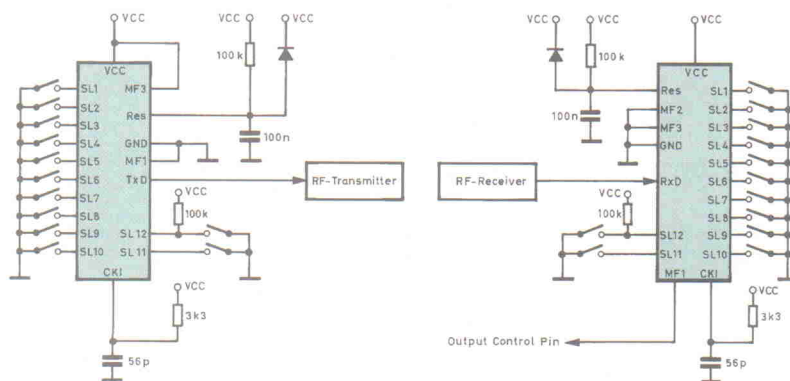 VCC
VCC
VCC
VCC
100k
MF3
SL1
SL2
SL3
SL4
SL5
SL6
SL7
SL8
SL9
SL10
Res
GND
MF1
TxD
SL12
SL11
CKI
100n
VCC
100k
VCC
3k3
56p
RF-Transmitter
RF-Receiver
VCC
VCC
VCC
VCC
100k
100n
Res
MF2
MF3
GND
RxD
SL12
SL11
MF1
CKI
SL1
SL2
SL3
SL4
SL5
SL6
SL7
SL8
SL9
SL10
VCC
100k
VCC
3k3
56p
Output Control Pin